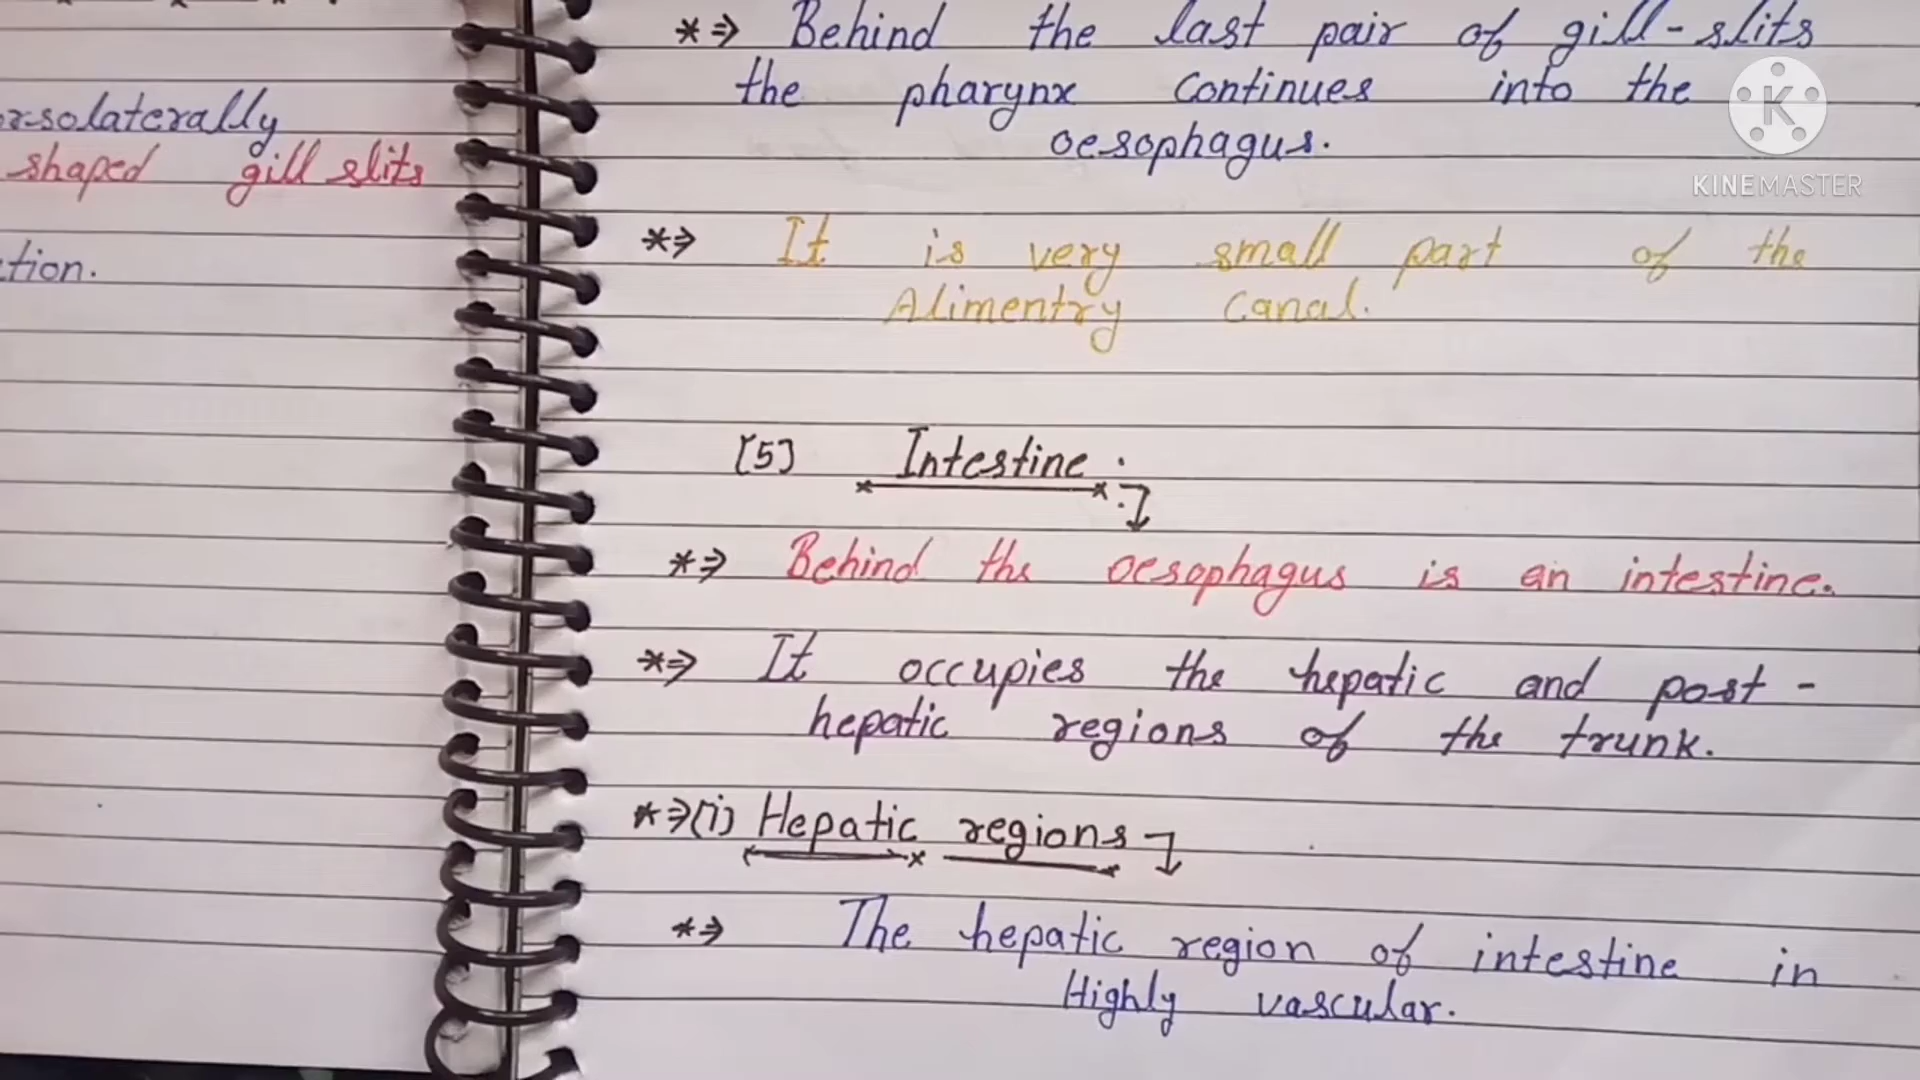 orsolaterally
shaped gill slits
tion.
*⇒ Behind the last pair of gill-slits
the pharynx continues into the
oesophagus.
*⇒ It is very small part of the
Alimentry Canal.
[5] Intestine :
*⇒ Behind the oesophagus is an intestine.
*⇒ It occupies the hepatic and post-
hepatic regions of the trunk.
*⇒(i) Hepatic regions
*⇒ The hepatic region of intestine in
Highly vascular.
K
KINEMASTER